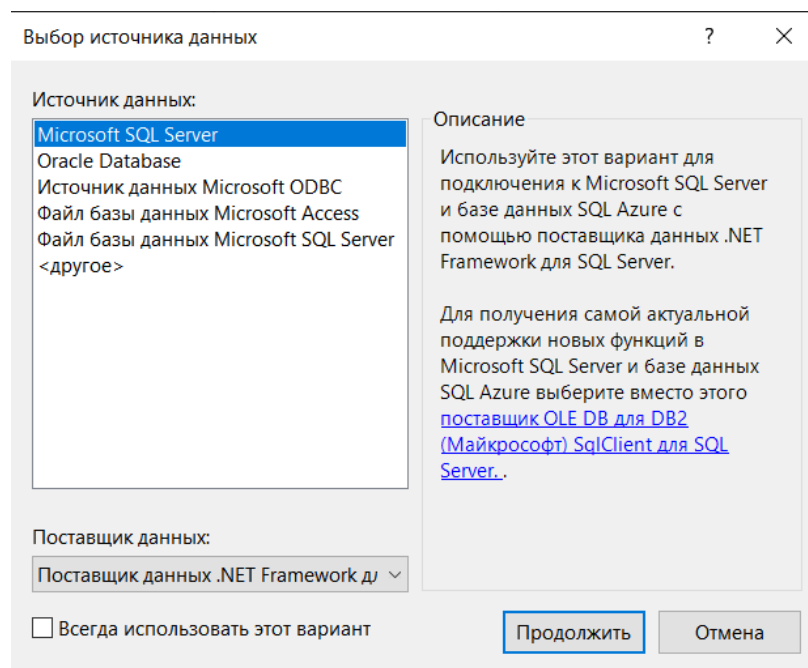 Выбор источника данных
?
Источник данных:
Microsoft SQL Server
Oracle Database
Источник данных Microsoft ODBC
Файл базы данных Microsoft Access
Файл базы данных Microsoft SQL Server
<другое>
Описание
Используйте этот вариант для
подключения к Microsoft SQL Server
и базе данных SQL Azure с
помощью поставщика данных .NET
Framework для SQL Server.
Для получения самой актуальной
поддержки новых функций в
Microsoft SQL Server и базе данных
SQL Azure выберите вместо этого
поставщик OLE DB для DB2
(Майкрософт) SqlClient для SQL
Server. .
Поставщик данных:
Поставщик данных .NET Framework
Всегда использовать этот вариант
Продолжить
Отмена